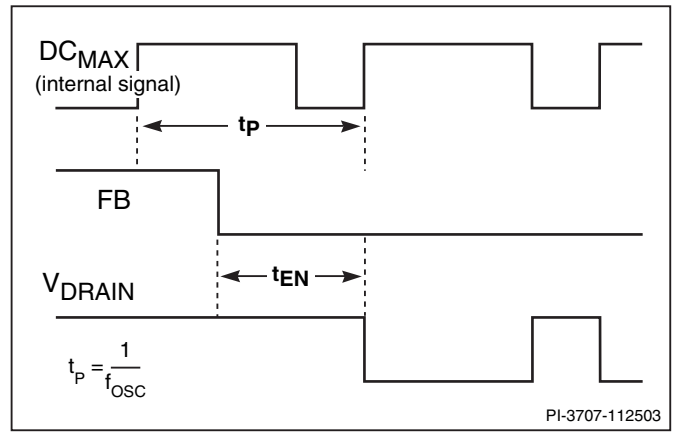 DCMAX
(internal signal)
tP
FB
tEN
VDRAIN
tP = 1/fOSC
PI-3707-112503